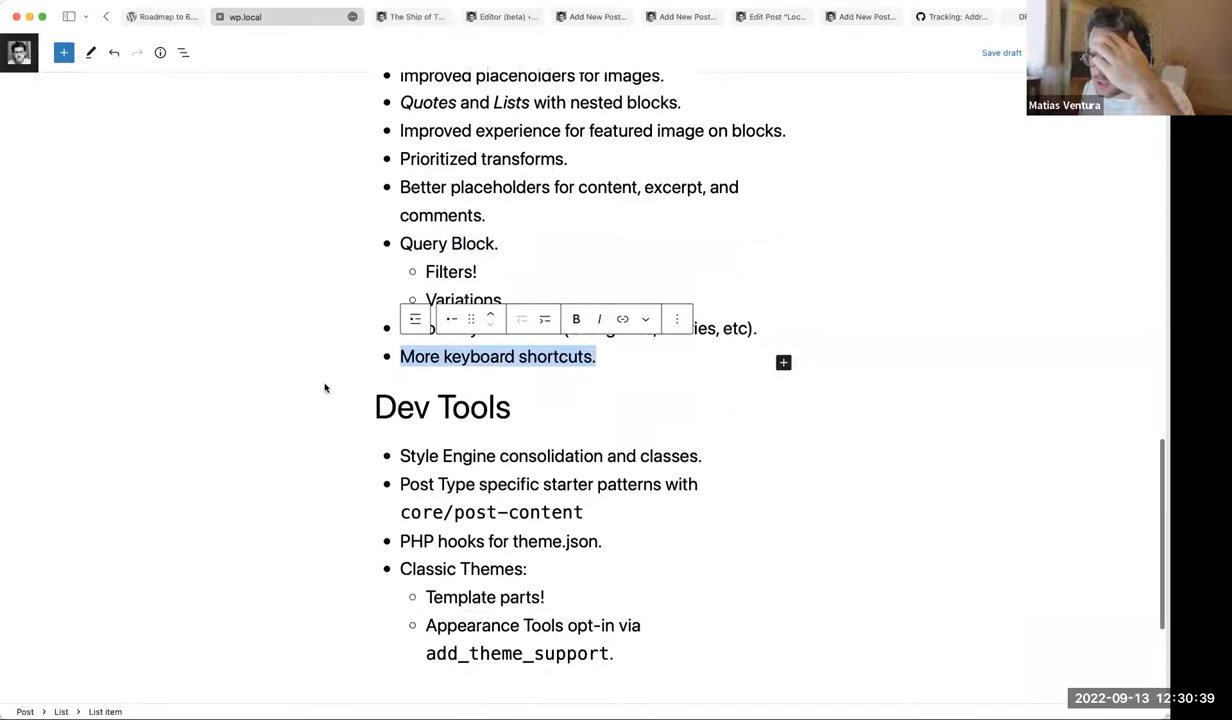 Roadmap to 6....
wp.local
The Ship of T...
Editor (beta) ‹...
Add New Post...
Add New Post...
Edit Post “Loc...
Add New Post...
Tracking: Addr...
Save draft
Matias Ventura
Improved placeholders for images.
Quotes and Lists with nested blocks.
Improved experience for featured image on blocks.
Prioritized transforms.
Better placeholders for content, excerpt, and
comments.
Query Block.
Filters!
Variations
B I
ies, etc).
More keyboard shortcuts.
Dev Tools
Style Engine consolidation and classes.
Post Type specific starter patterns with
core/post-content
PHP hooks for theme.json.
Classic Themes:
Template parts!
Appearance Tools opt-in via
add_theme_support.
2022-09-13 12:30:39
Post › List › List item